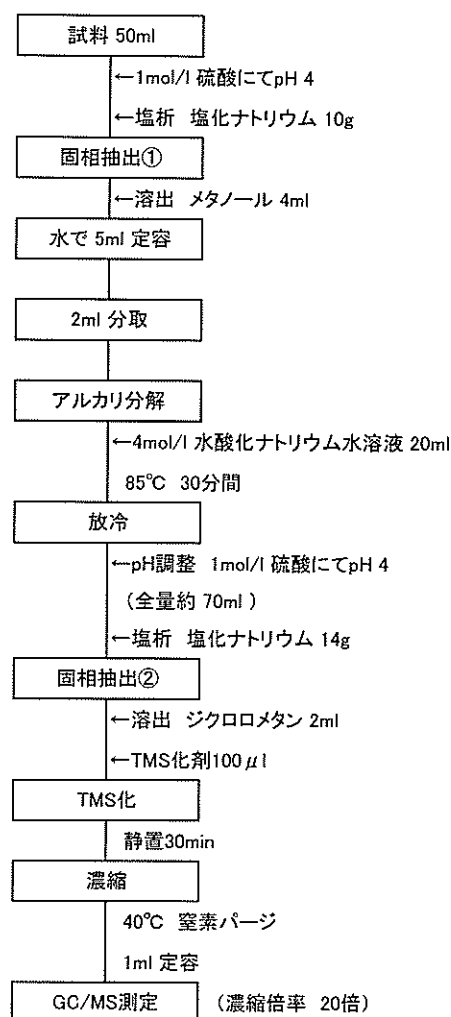 試料 50ml
←1mol/l 硫酸にてpH 4
←塩析 塩化ナトリウム 10g
固相抽出①
←溶出 メタノール 4ml
水で 5ml 定容
2ml 分取
アルカリ分解
←4mol/l 水酸化ナトリウム水溶液 20ml
85℃ 30分間
放冷
←pH調整 1mol/l 硫酸にてpH 4
(全量約 70ml )
←塩析 塩化ナトリウム 14g
固相抽出②
←溶出 ジクロロメタン 2ml
←TMS化剤100μl
TMS化
静置30min
濃縮
40℃ 窒素パージ
1ml 定容
GC/MS測定 (濃縮倍率 20倍)